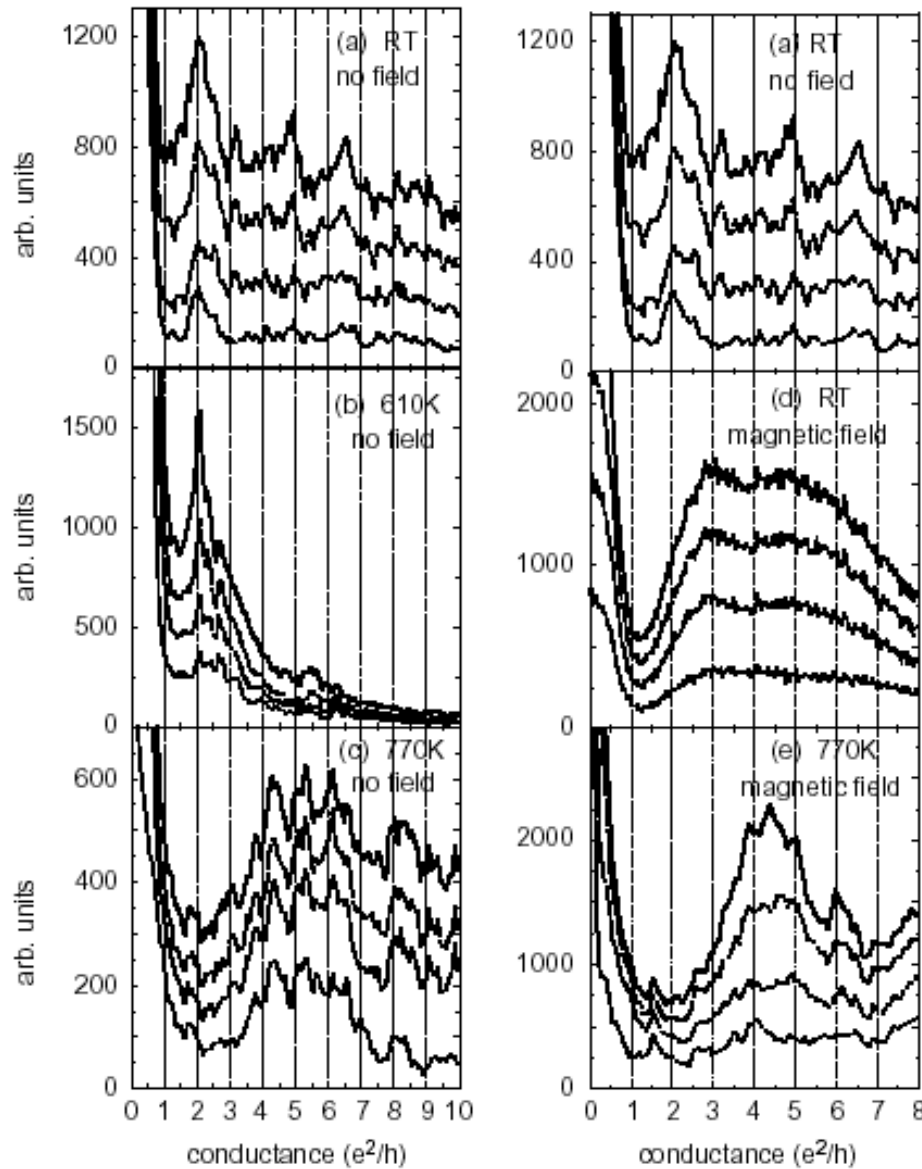 1200
800
400
0
arb. units
(a) RT
no field
1500
1000
500
0
arb. units
(b) 610K
no field
600
400
200
0
arb. units
(c) 770K
no field
0 1 2 3 4 5 6 7 8 9 10
conductance (e²/h)
1200
800
400
0
(a) RT
no field
2000
1000
0
(d) RT
magnetic field
2000
1000
0
(e) 770K
magnetic field
0 1 2 3 4 5 6 7 8
conductance (e²/h)